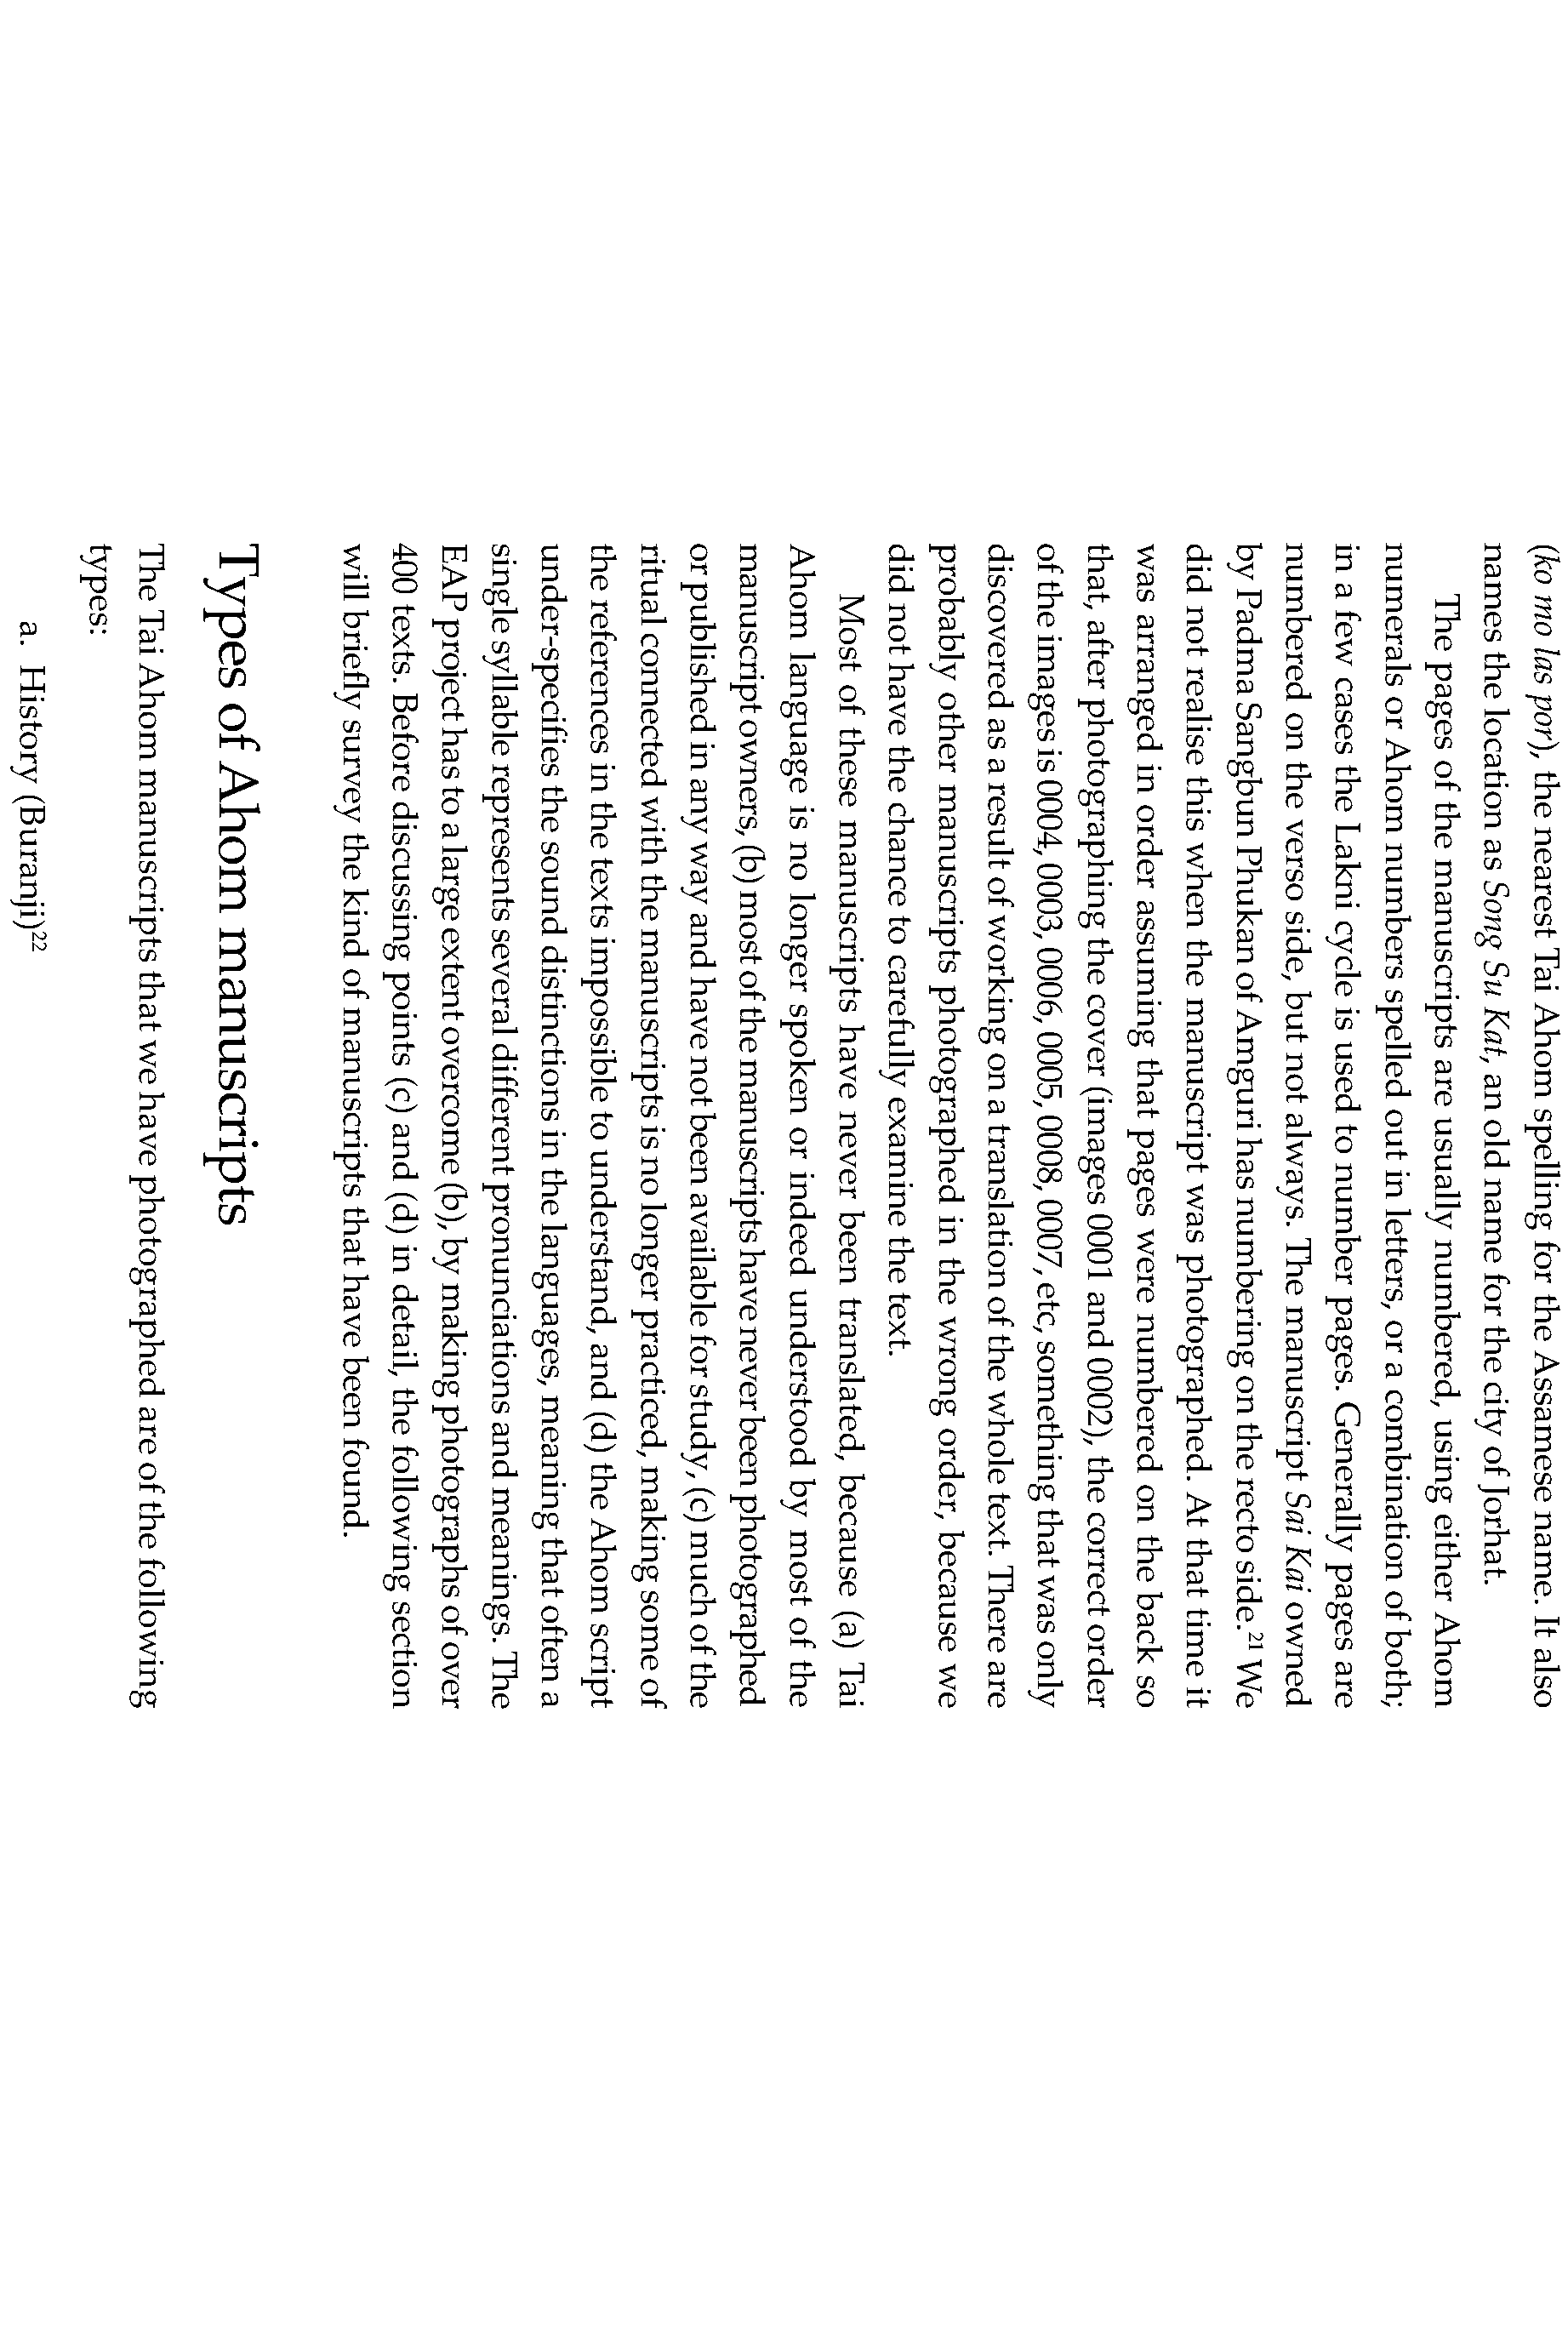 (ko mo las por), the nearest Tai Ahom spelling for the Assamese name. It also
names the location as Song Su Kat, an old name for the city of Jorhat.
The pages of the manuscripts are usually numbered, using either Ahom
numerals or Ahom numbers spelled out in letters, or a combination of both;
in a few cases the Lakni cycle is used to number pages. Generally pages are
numbered on the verso side, but not always. The manuscript Sai Kai owned
by Padma Sangbun Phukan of Amguri has numbering on the recto side.²¹ We
did not realise this when the manuscript was photographed. At that time it
was arranged in order assuming that pages were numbered on the back so
that, after photographing the cover (images 0001 and 0002), the correct order
of the images is 0004, 0003, 0006, 0005, 0008, 0007, etc, something that was only
discovered as a result of working on a translation of the whole text. There are
probably other manuscripts photographed in the wrong order, because we
did not have the chance to carefully examine the text.
Most of these manuscripts have never been translated, because (a) Tai
Ahom language is no longer spoken or indeed understood by most of the
manuscript owners, (b) most of the manuscripts have never been photographed
or published in any way and have not been available for study, (c) much of the
ritual connected with the manuscripts is no longer practiced, making some of
the references in the texts impossible to understand, and (d) the Ahom script
under-specifies the sound distinctions in the languages, meaning that often a
single syllable represents several different pronunciations and meanings. The
EAP project has to a large extent overcome (b), by making photographs of over
400 texts. Before discussing points (c) and (d) in detail, the following section
will briefly survey the kind of manuscripts that have been found.
Types of Ahom manuscripts
The Tai Ahom manuscripts that we have photographed are of the following
types:
a. History (Buranji)²²